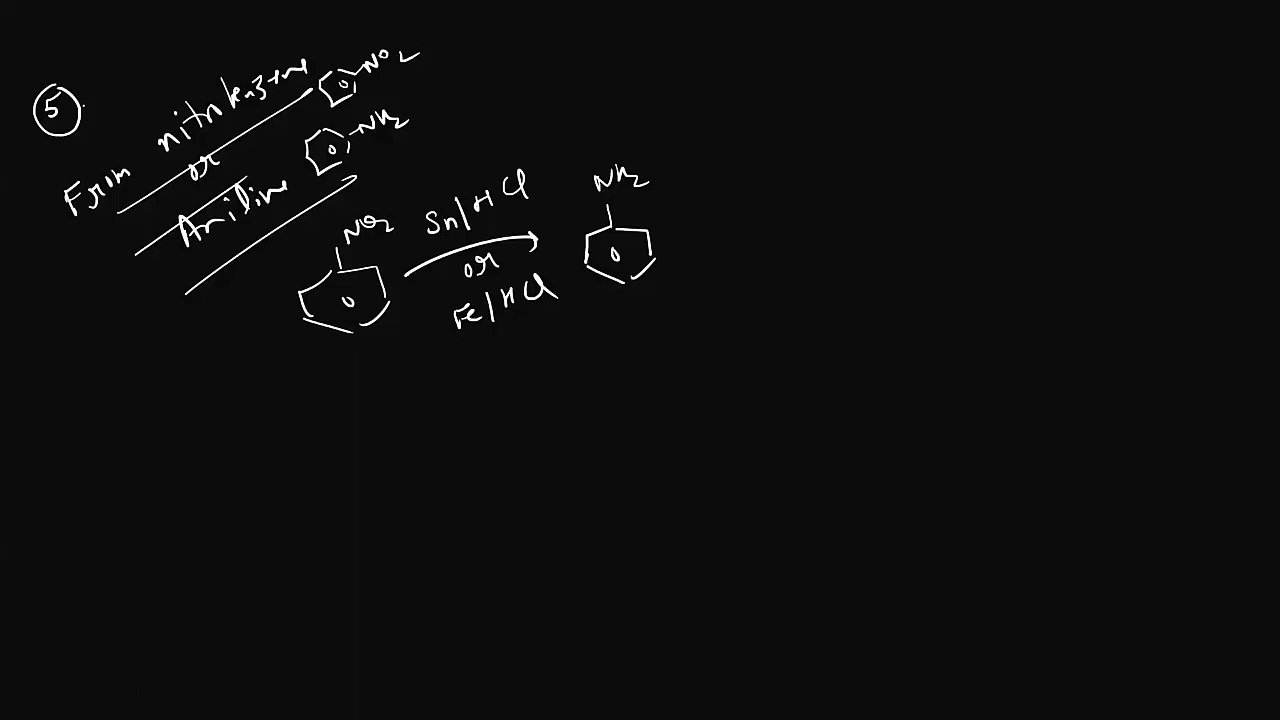 5
From nitrobenzene NO2
or
Aniline NH2
NO2 Sn/HCl NH2
or
Fe/HCl